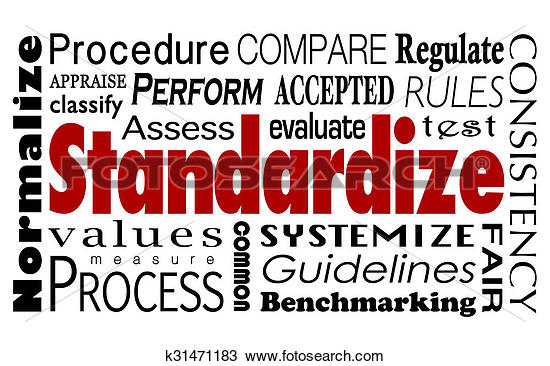 Normalize
Procedure COMPARE Regulate
APPRAISE PERFORM ACCEPTED RULES
classify
Assess evaluate test
Standardize
CONSISTENCY
values common SYSTEMIZE FAIR
measure Guidelines
PROCESS Benchmarking
k31471183 www.fotosearch.com